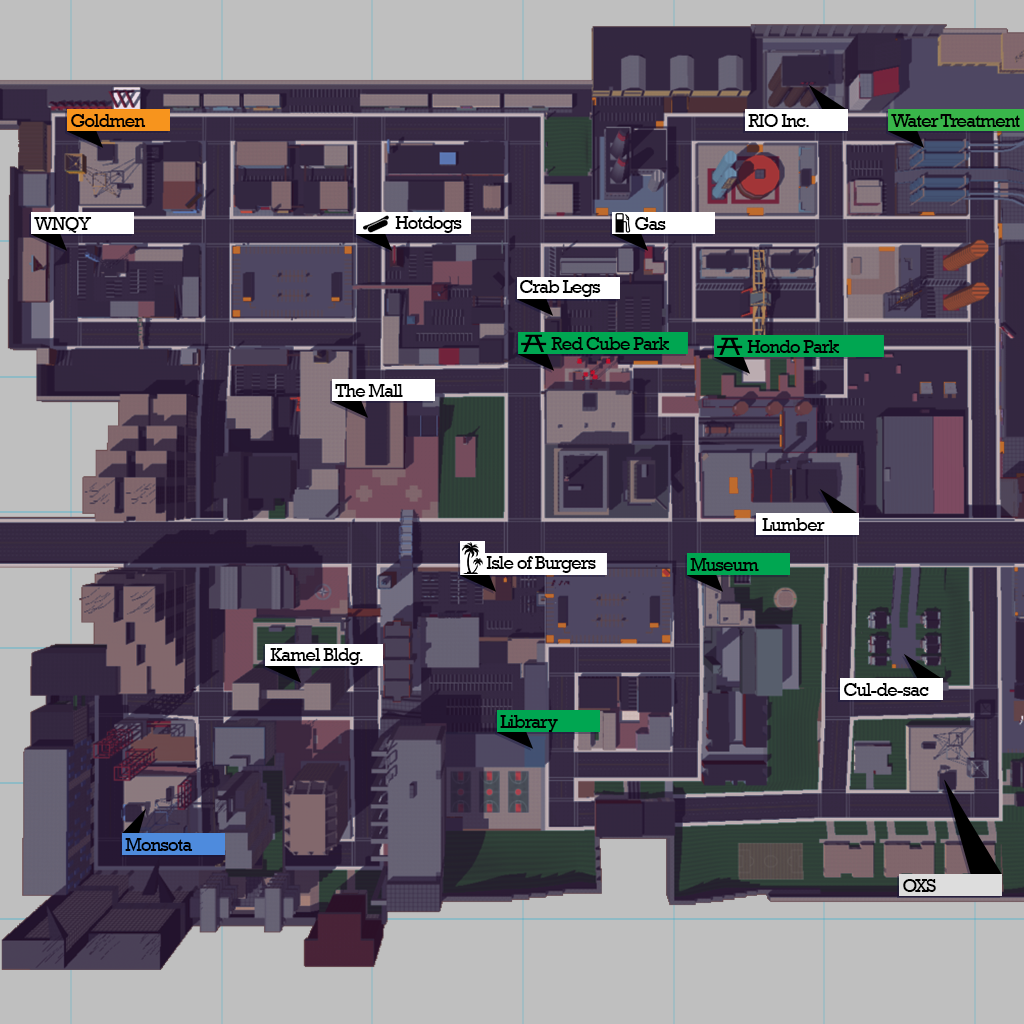 Goldmen
RIO Inc.
Water Treatment
WNQY
Hotdogs
Gas
Crab Legs
Red Cube Park
Hondo Park
The Mall
Lumber
Isle of Burgers
Museum
Kamel Bldg.
Cul-de-sac
Library
Monsota
OXS